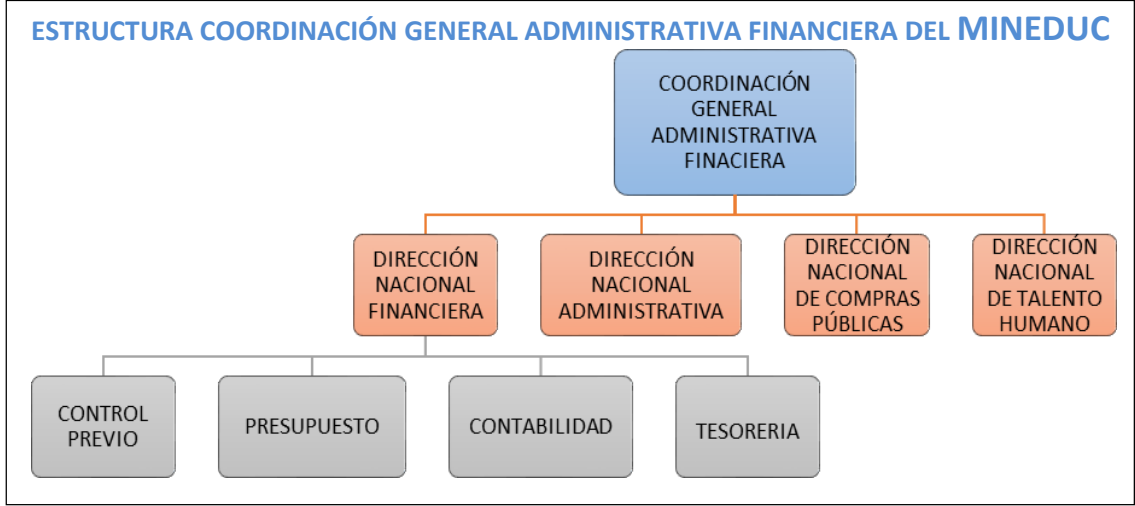 ESTRUCTURA COORDINACIÓN GENERAL ADMINISTRATIVA FINANCIERA DEL MINEDUC
COORDINACIÓN
GENERAL
ADMINISTRATIVA
FINACIERA
DIRECCIÓN
NACIONAL
FINANCIERA
DIRECCIÓN
NACIONAL
ADMINISTRATIVA
DIRECCIÓN
NACIONAL
DE COMPRAS
PÚBLICAS
DIRECCIÓN
NACIONAL
DE TALENTO
HUMANO
CONTROL
PREVIO
PRESUPUESTO
CONTABILIDAD
TESORERIA